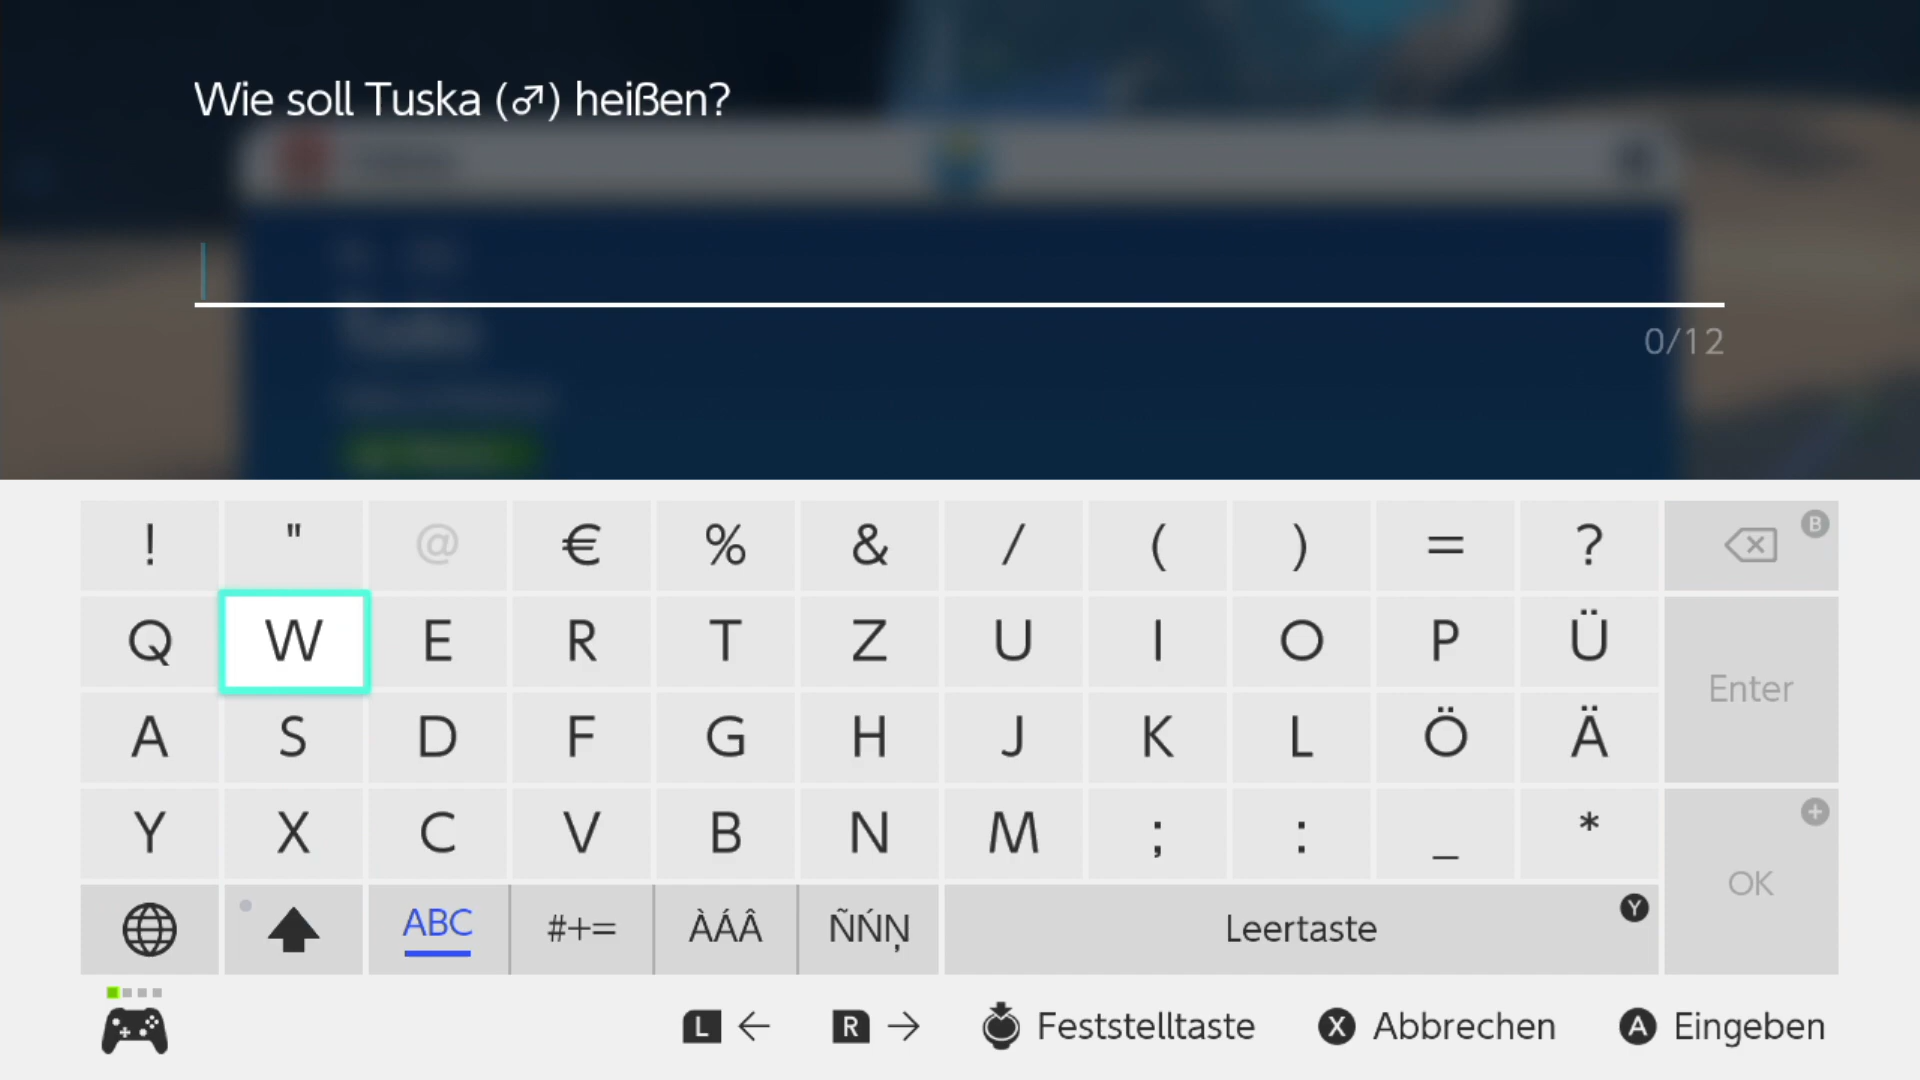 Wie soll Tuska (♂) heißen?
0/12
! " @ € % & / ( ) = ? B
Q W E R T Z U I O P Ü Enter
A S D F G H J K L Ö Ä
Y X C V B N M ; : _ * + OK
ABC #+= ÀÁÂ ÑŃŅ Leertaste Y
L ← R → Feststelltaste X Abbrechen A Eingeben